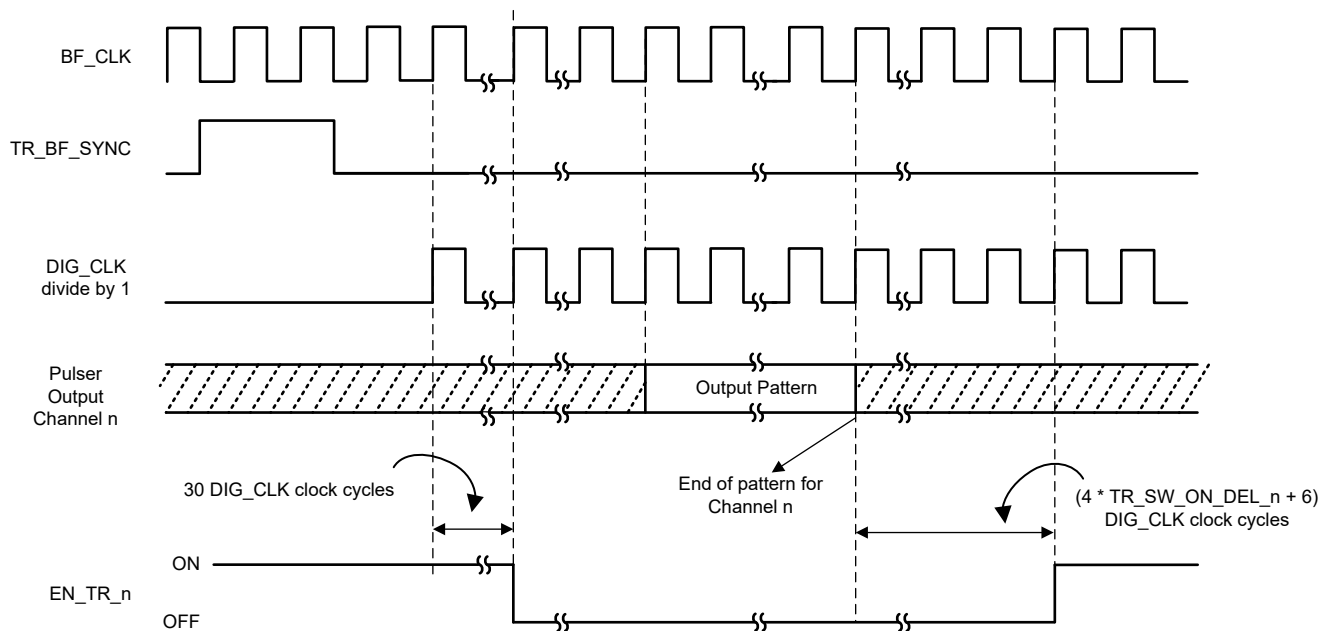 BF_CLK
TR_BF_SYNC
DIG_CLK
divide by 1
Pulser
Output
Channel n
Output Pattern
30 DIG_CLK clock cycles
End of pattern for
Channel n
(4 * TR_SW_ON_DEL_n + 6)
DIG_CLK clock cycles
ON
EN_TR_n
OFF